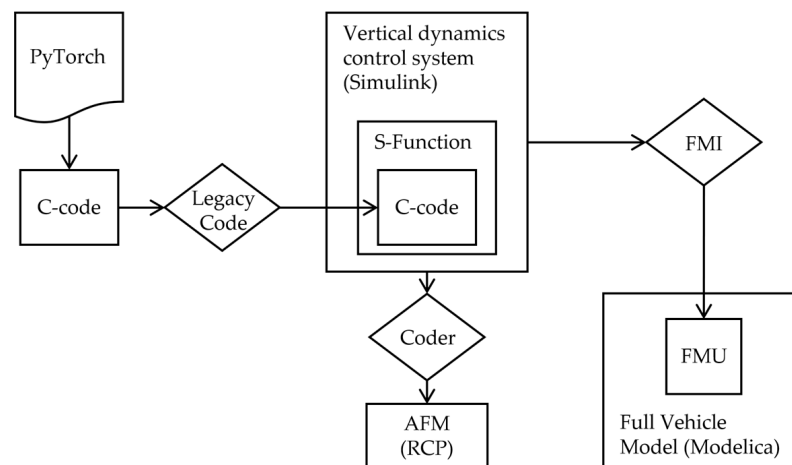 PyTorch
C-code
Legacy
Code
Vertical dynamics
control system
(Simulink)
S-Function
C-code
FMI
Coder
AFM
(RCP)
FMU
Full Vehicle
Model (Modelica)